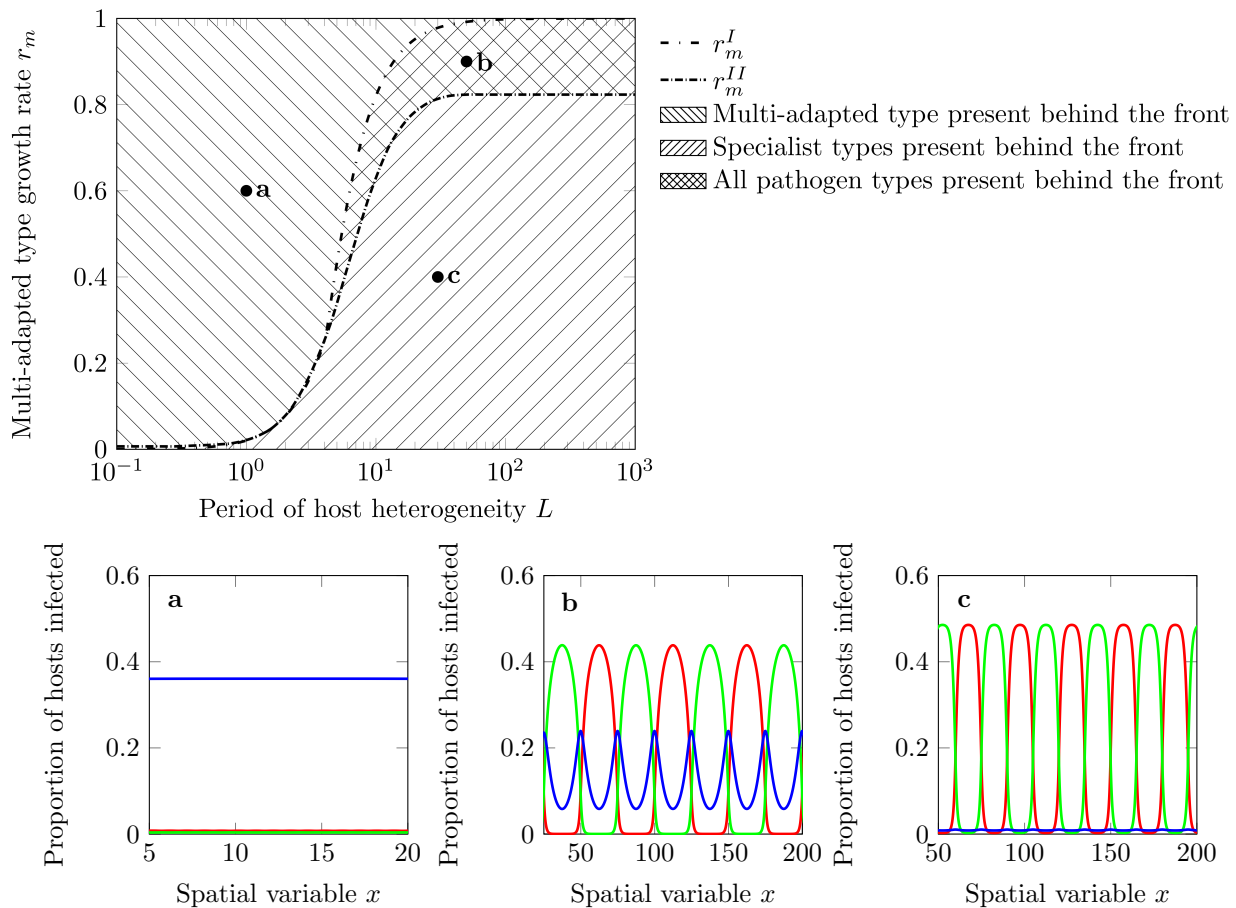 1
0.8
0.6
0.4
0.2
0
Multi-adapted type growth rate r_m
a
b
c
10^{-1}
10^0
10^1
10^2
10^3
Period of host heterogeneity L
r_m^I
r_m^{II}
Multi-adapted type present behind the front
Specialist types present behind the front
All pathogen types present behind the front
Proportion of hosts infected
0.6
0.4
0.2
0
a
5
10
15
20
Spatial variable x
Proportion of hosts infected
0.6
0.4
0.2
0
b
50
100
150
200
Spatial variable x
Proportion of hosts infected
0.6
0.4
0.2
0
c
50
100
150
200
Spatial variable x